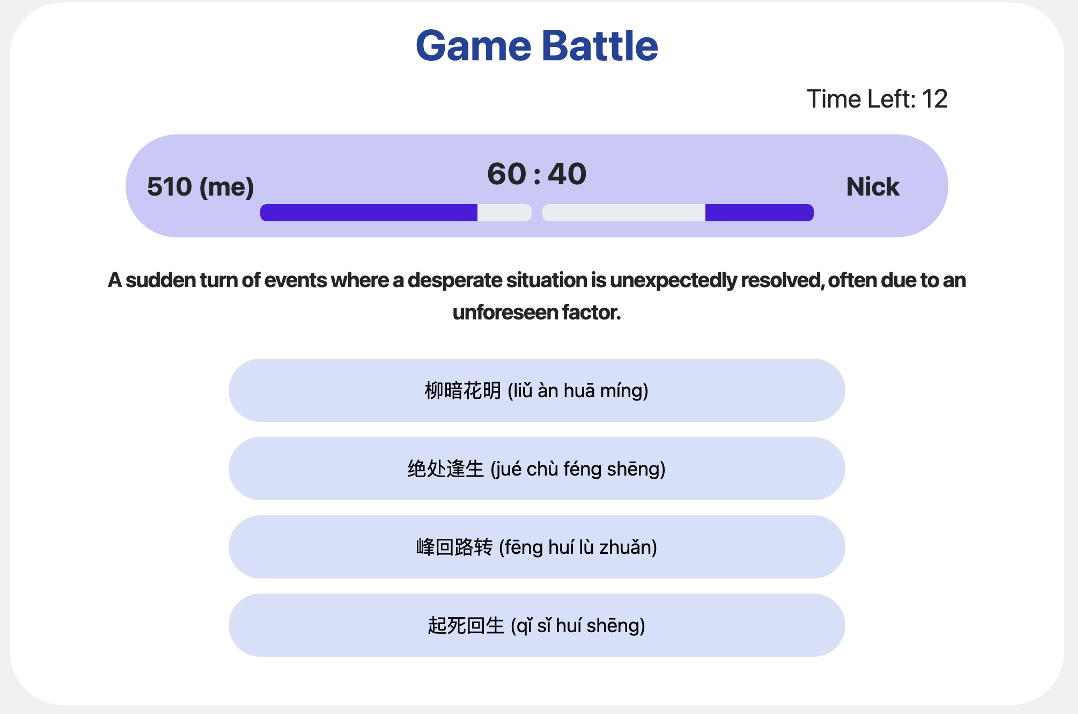 Game Battle
Time Left: 12
510 (me)
60 : 40
Nick
A sudden turn of events where a desperate situation is unexpectedly resolved, often due to an
unforeseen factor.
柳暗花明 (liǔ àn huā míng)
绝处逢生 (jué chù féng shēng)
峰回路转 (fēng huí lù zhuǎn)
起死回生 (qǐ sǐ huí shēng)